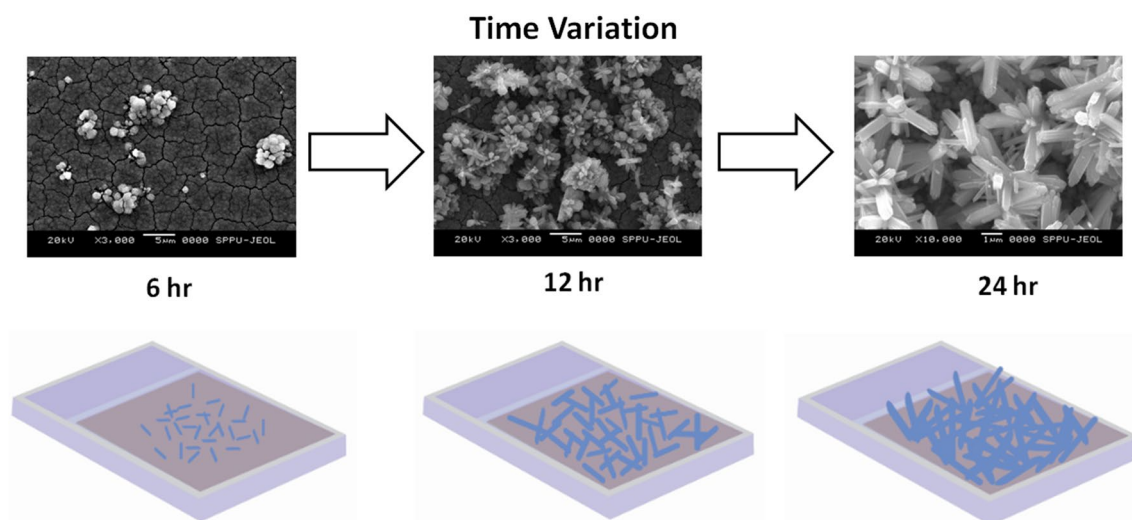 Time Variation
20kV X3,000 5µm 0000 SPPU-JEOL
20kV X3,000 5µm 0000 SPPU-JEOL
20kV X10,000 1µm 0000 SPPU-JEOL
6 hr
12 hr
24 hr